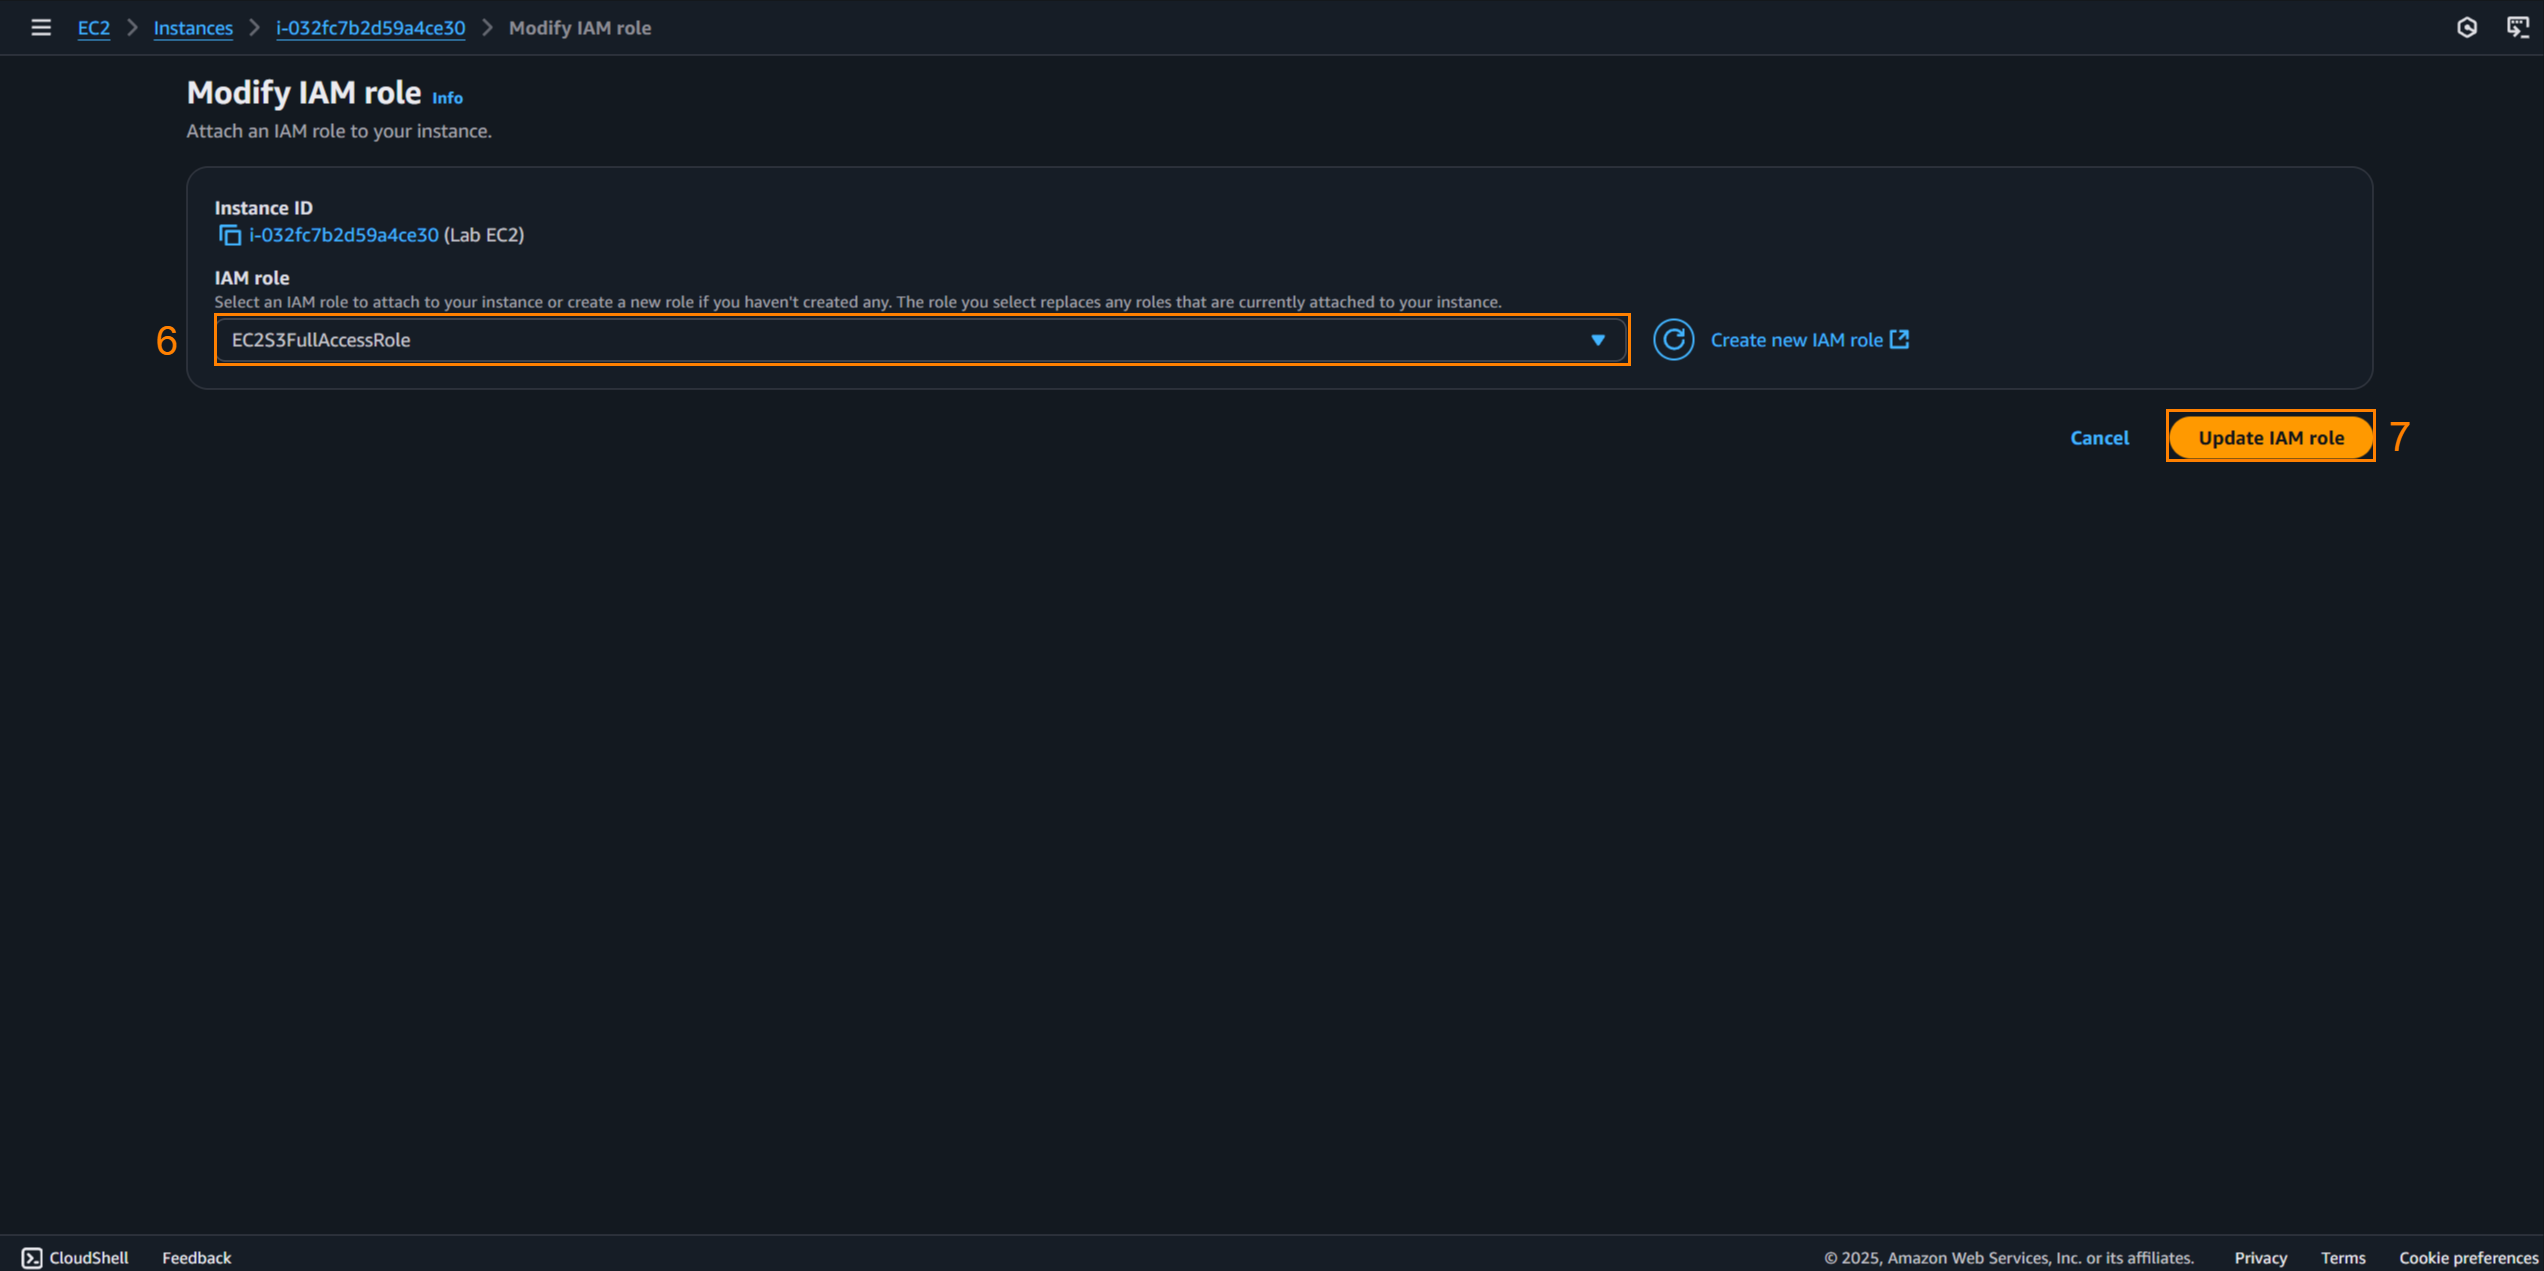 EC2 > Instances > i-032fc7b2d59a4ce30 > Modify IAM role
Modify IAM role Info
Attach an IAM role to your instance.
Instance ID
i-032fc7b2d59a4ce30 (Lab EC2)
IAM role
Select an IAM role to attach to your instance or create a new role if you haven't created any. The role you select replaces any roles that are currently attached to your instance.
6 EC2S3FullAccessRole Create new IAM role
Cancel Update IAM role 7
CloudShell Feedback © 2025, Amazon Web Services, Inc. or its affiliates. Privacy Terms Cookie preferences